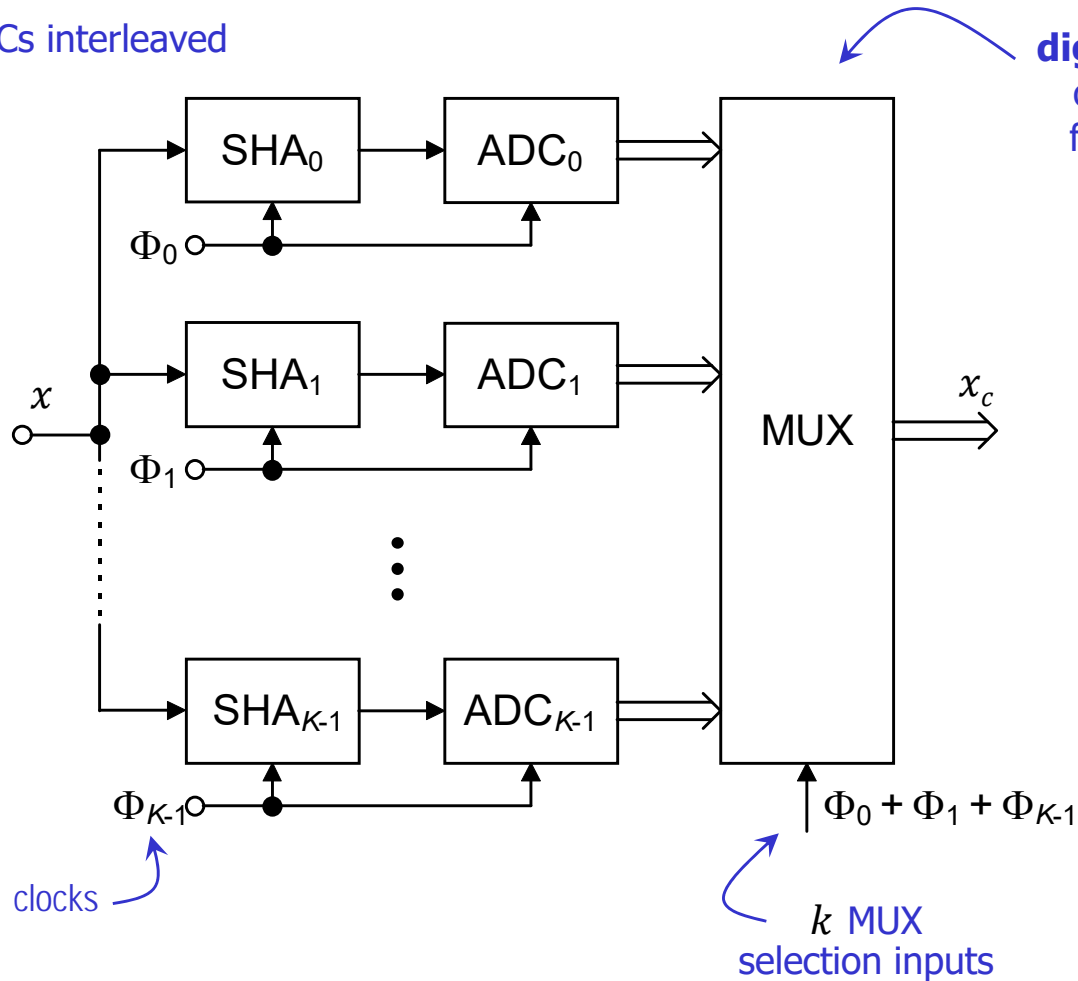 Cs interleaved
dig
SHA0
ADC0
Φ0
SHA1
ADC1
x
Φ1
MUX
xc
SHAK-1
ADCK-1
ΦK-1
Φ0 + Φ1 + ΦK-1
clocks
k MUX
selection inputs